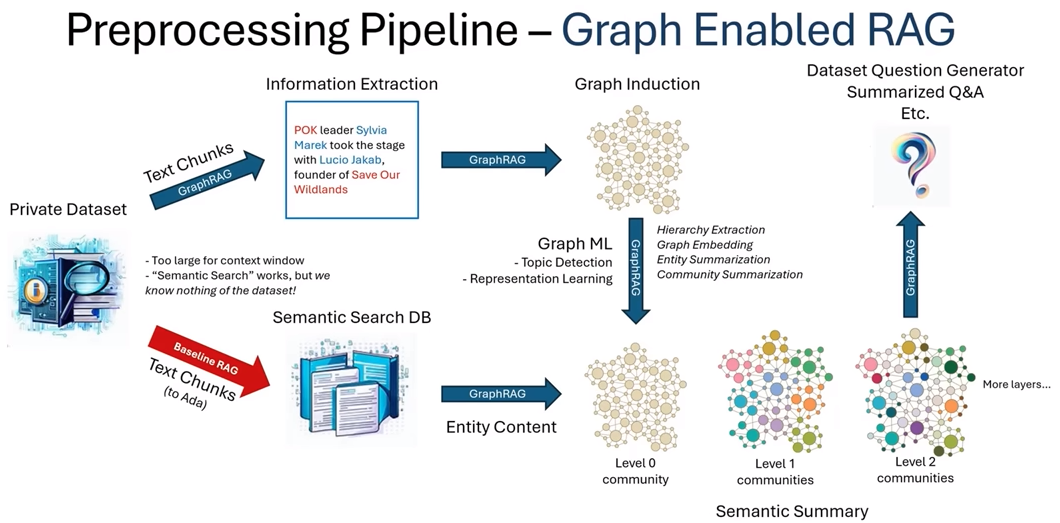 Preprocessing Pipeline – Graph Enabled RAG
Information Extraction
Graph Induction
Dataset Question Generator
Summarized Q&A
Etc.
Text Chunks
GraphRAG
POK leader Sylvia
Marek took the stage
with Lucio Jakab,
founder of Save Our
Wildlands
GraphRAG
Private Dataset
- Too large for context window
- “Semantic Search” works, but we
know nothing of the dataset!
Graph ML
- Topic Detection
- Representation Learning
GraphRAG
Hierarchy Extraction
Graph Embedding
Entity Summarization
Community Summarization
GraphRAG
Baseline RAG
Text Chunks
(to Ada)
Semantic Search DB
GraphRAG
Entity Content
More layers...
Level 0
community
Level 1
communities
Level 2
communities
Semantic Summary